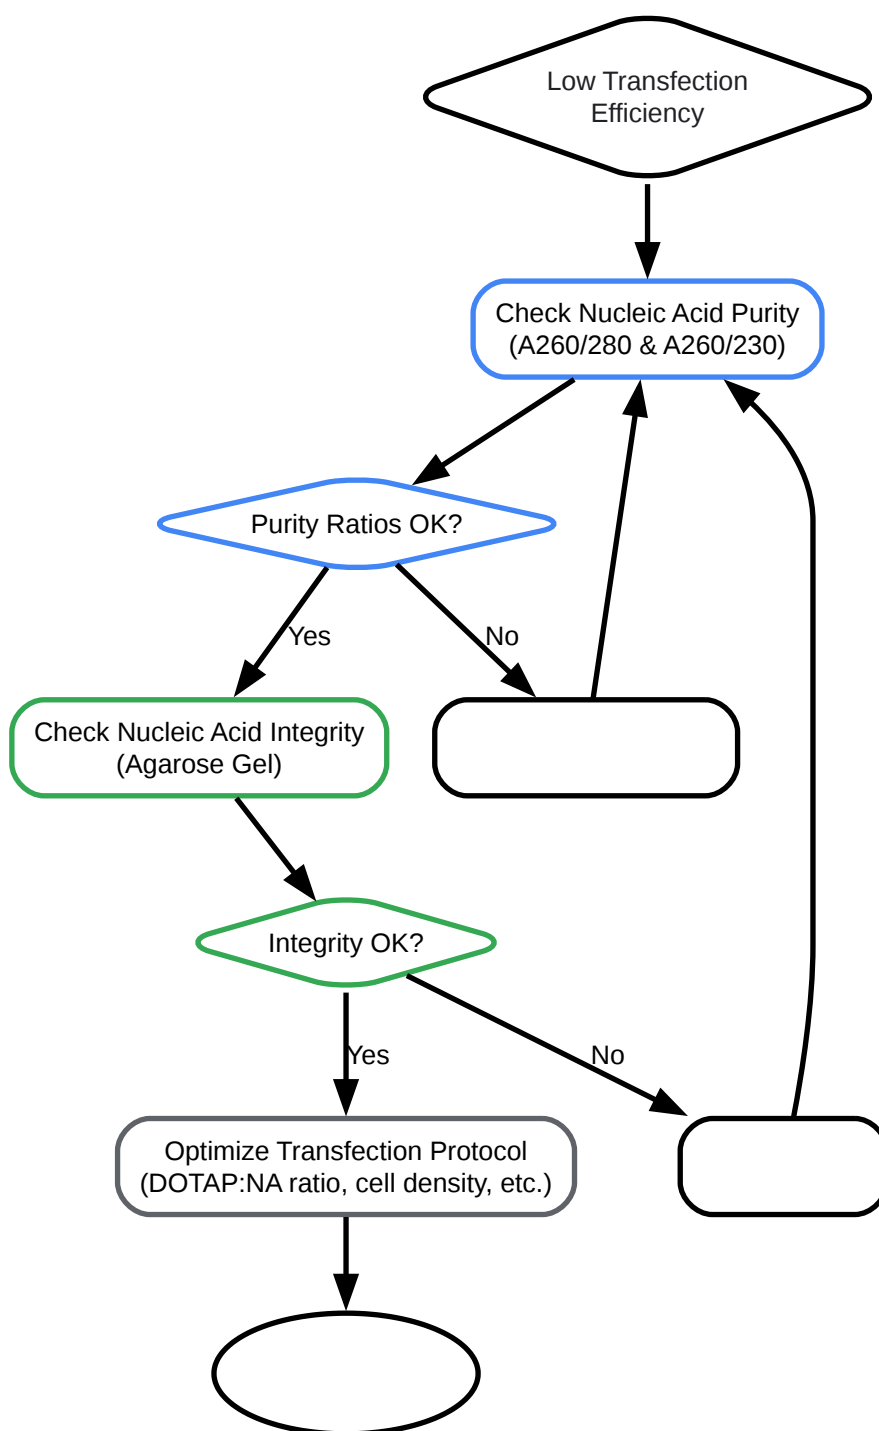 Low Transfection
Efficiency
Check Nucleic Acid Purity
(A260/280 & A260/230)
Purity Ratios OK?
Yes
No
Check Nucleic Acid Integrity
(Agarose Gel)
Integrity OK?
Yes
No
Optimize Transfection Protocol
(DOTAP:NA ratio, cell density, etc.)